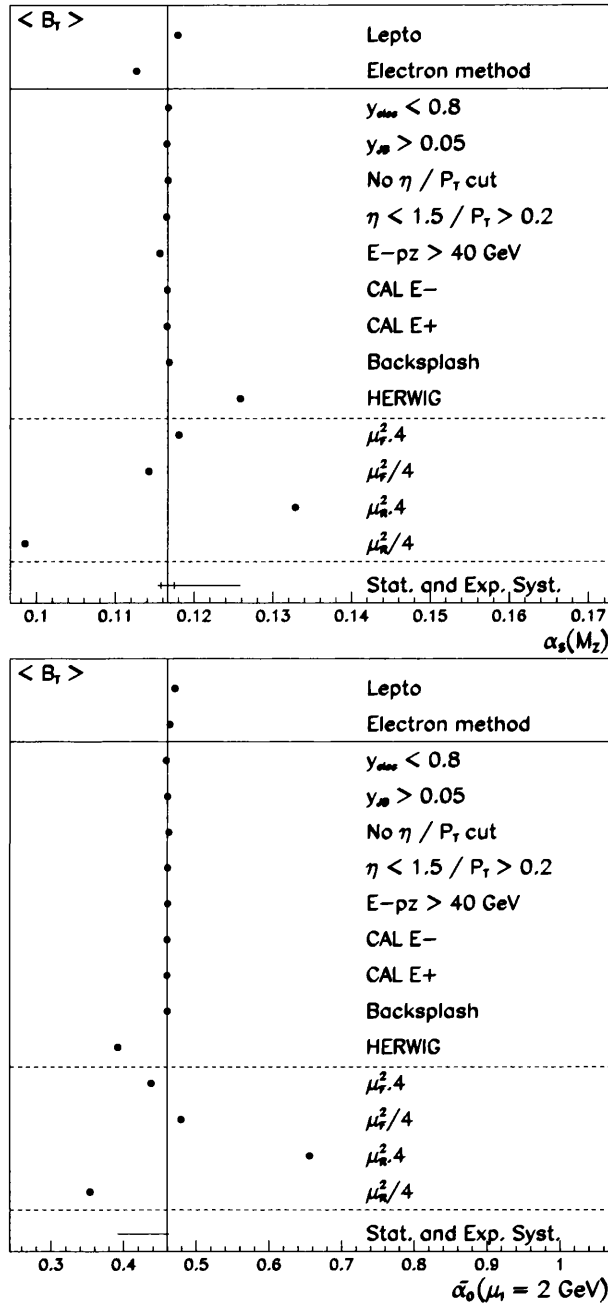 < B_T >
Lepto
Electron method
y_elec < 0.8
y_JB > 0.05
No η / P_T cut
η < 1.5 / P_T > 0.2
E-pz > 40 GeV
CAL E-
CAL E+
Backsplash
HERWIG
μ_F^2.4
μ_F^2/4
μ_R^2.4
μ_R^2/4
Stat. and Exp. Syst.
0.1 0.11 0.12 0.13 0.14 0.15 0.16 0.17
α_s(M_Z)
< B_T >
Lepto
Electron method
y_elec < 0.8
y_JB > 0.05
No η / P_T cut
η < 1.5 / P_T > 0.2
E-pz > 40 GeV
CAL E-
CAL E+
Backsplash
HERWIG
μ_F^2.4
μ_F^2/4
μ_R^2.4
μ_R^2/4
Stat. and Exp. Syst.
0.3 0.4 0.5 0.6 0.7 0.8 0.9 1
ᾱ_0(μ_I = 2 GeV)